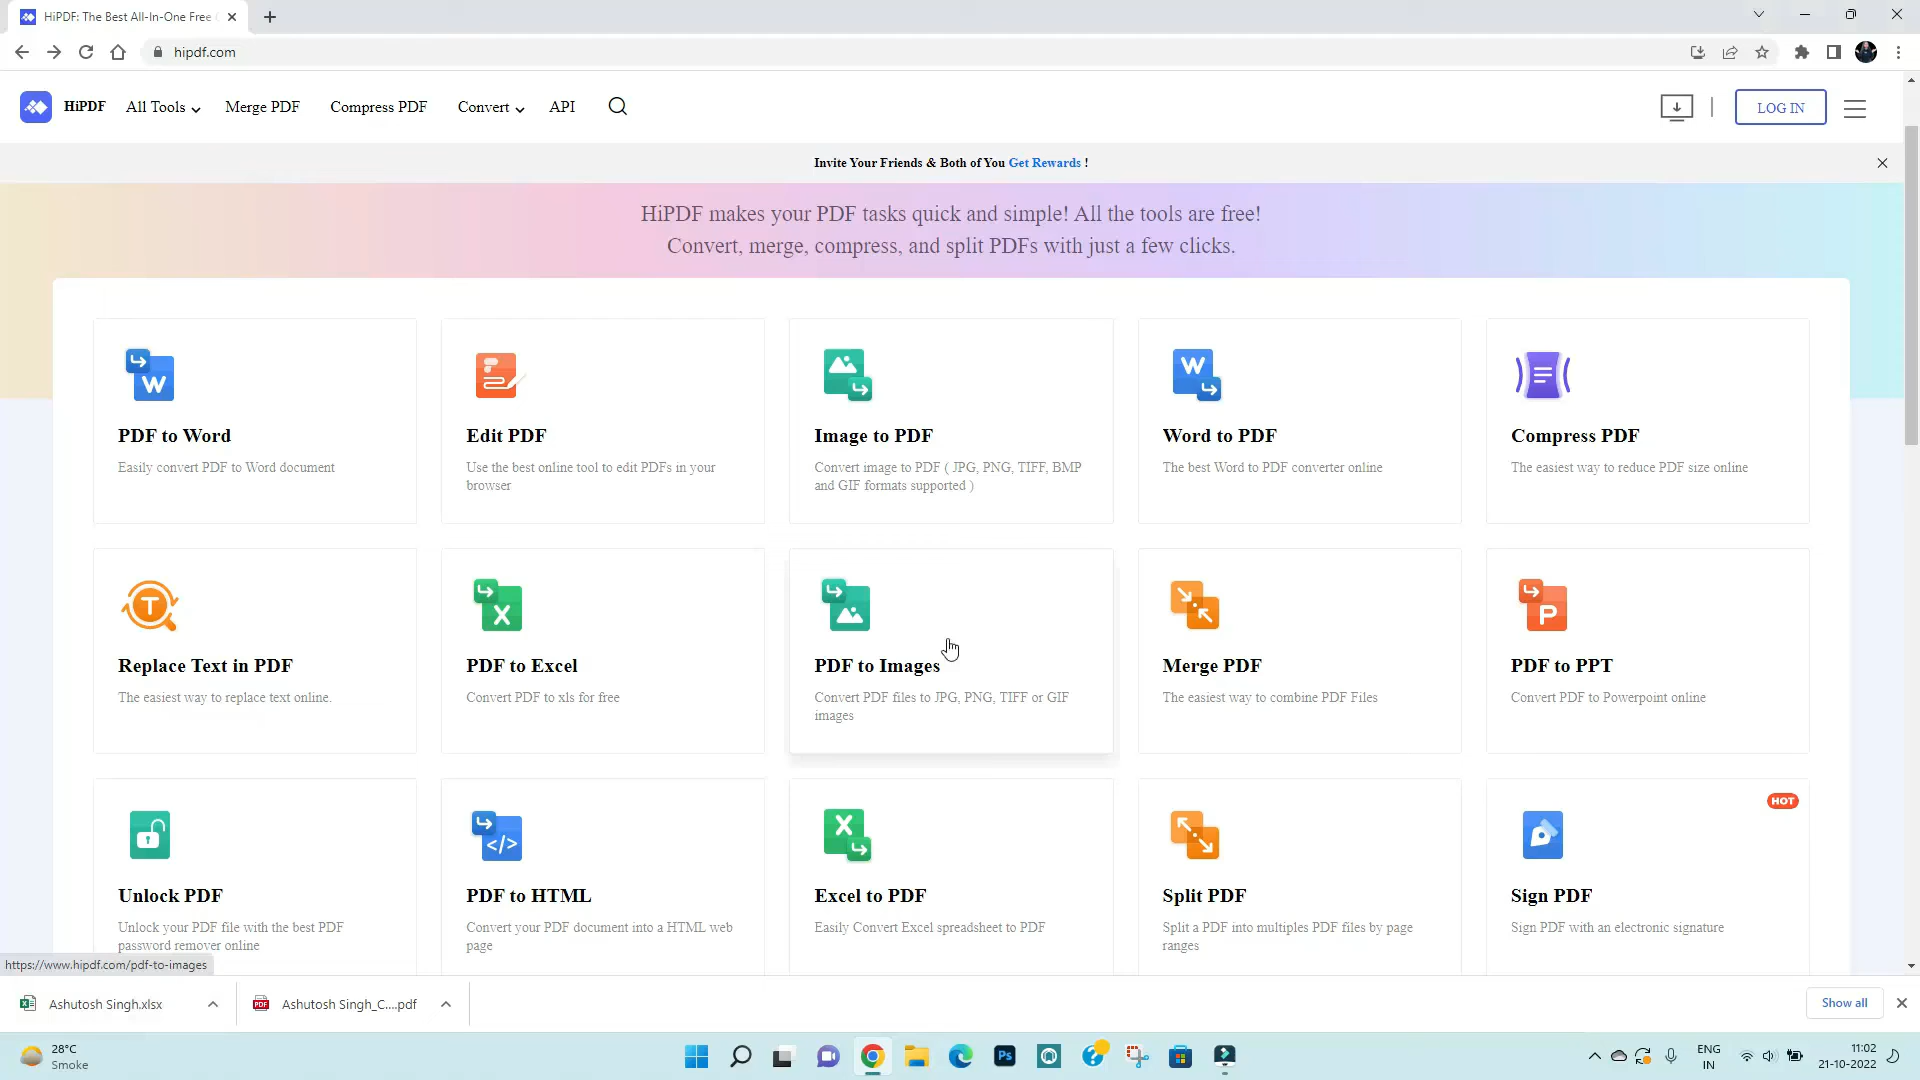 HiPDF: The Best All-In-One Free
hipdf.com
HiPDF
All Tools
Merge PDF
Compress PDF
Convert
API
LOG IN
Invite Your Friends & Both of You Get Rewards !
HiPDF makes your PDF tasks quick and simple! All the tools are free!
Convert, merge, compress, and split PDFs with just a few clicks.
W
PDF to Word
Easily convert PDF to Word document
Edit PDF
Use the best online tool to edit PDFs in your
browser
Image to PDF
Convert image to PDF ( JPG, PNG, TIFF, BMP
and GIF formats supported )
W
Word to PDF
The best Word to PDF converter online
Compress PDF
The easiest way to reduce PDF size online
T
Replace Text in PDF
The easiest way to replace text online.
X
PDF to Excel
Convert PDF to xls for free
PDF to Images
Convert PDF files to JPG, PNG, TIFF or GIF
images
Merge PDF
The easiest way to combine PDF Files
P
PDF to PPT
Convert PDF to Powerpoint online
Unlock PDF
Unlock your PDF file with the best PDF
password remover online
</>
PDF to HTML
Convert your PDF document into a HTML web
page
X
Excel to PDF
Easily Convert Excel spreadsheet to PDF
Split PDF
Split a PDF into multiples PDF files by page
ranges
HOT
Sign PDF
Sign PDF with an electronic signature
https://www.hipdf.com/pdf-to-images
Ashutosh Singh.xlsx
PDF
Ashutosh Singh_C....pdf
Show all
28°C
Smoke
Ps
ENG
IN
11:02
21-10-2022